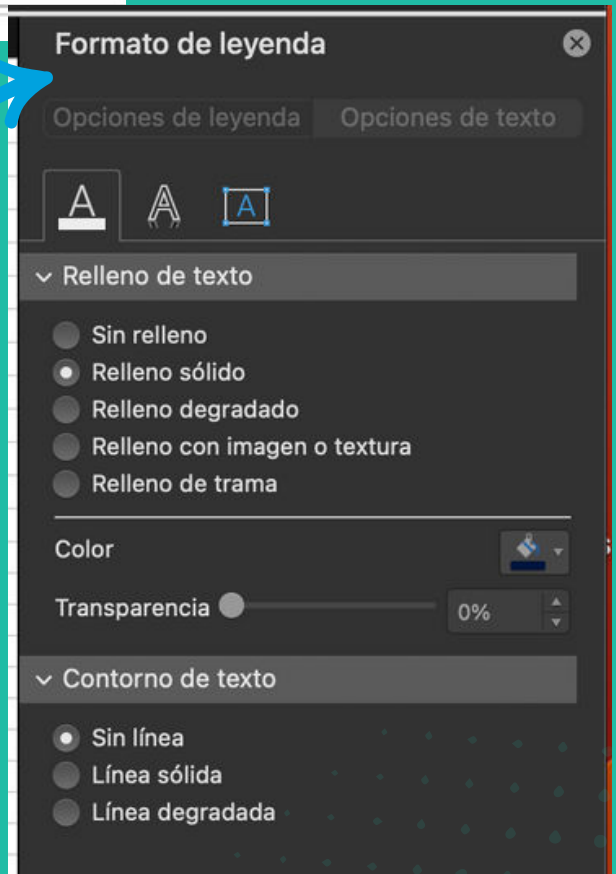 Formato de leyenda
Opciones de leyenda Opciones de texto
A A A
Relleno de texto
Sin relleno
Relleno sólido
Relleno degradado
Relleno con imagen o textura
Relleno de trama
Color
Transparencia 0%
Contorno de texto
Sin línea
Línea sólida
Línea degradada